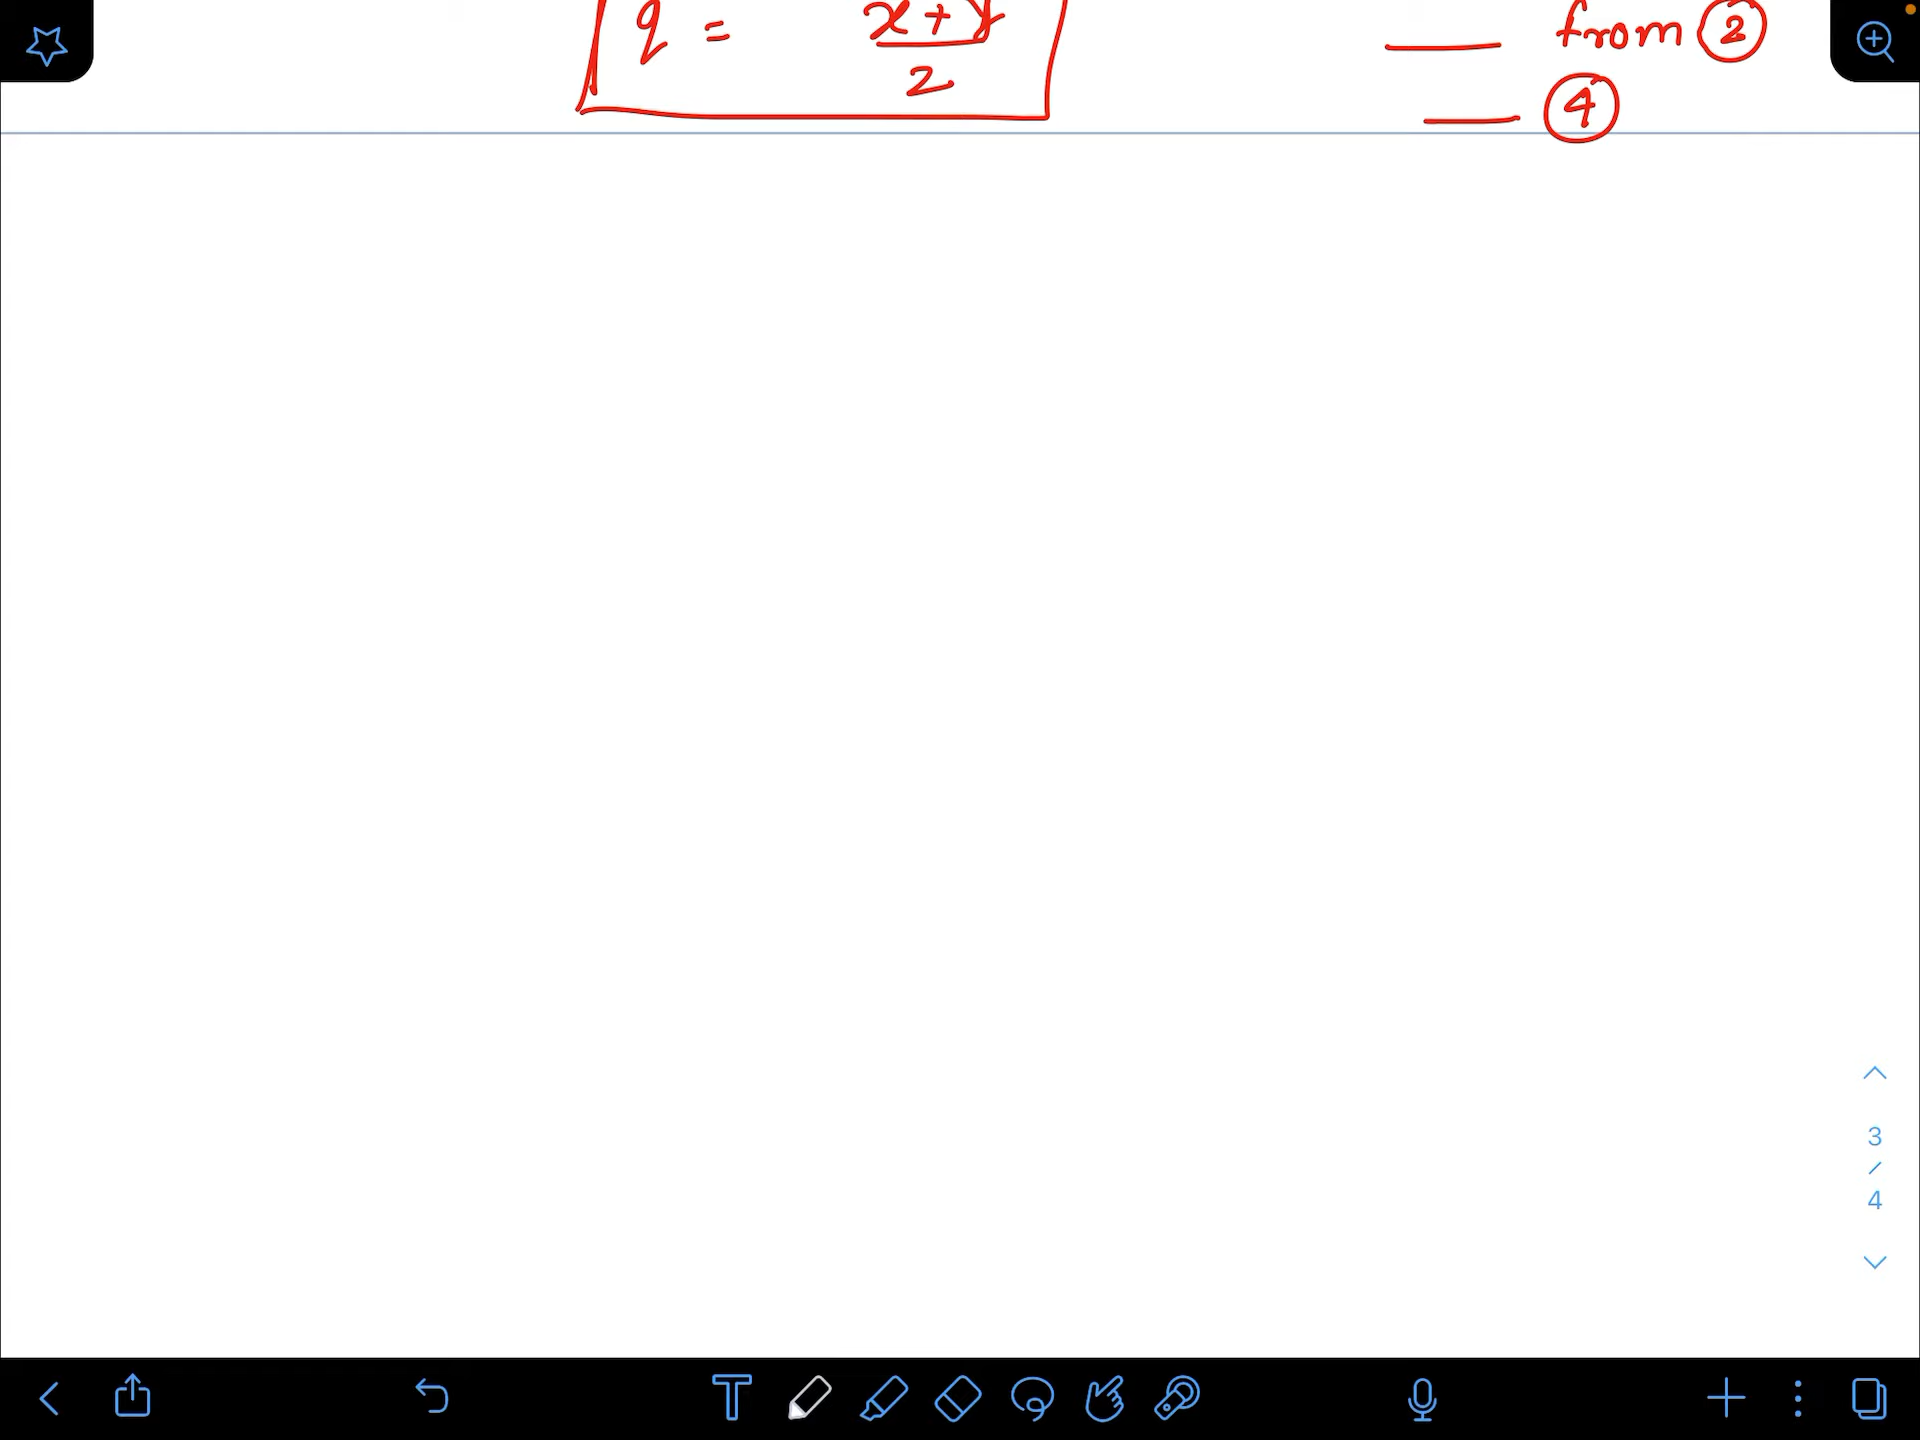 q = x + y / 2 — from ②
— ④
3
/
4